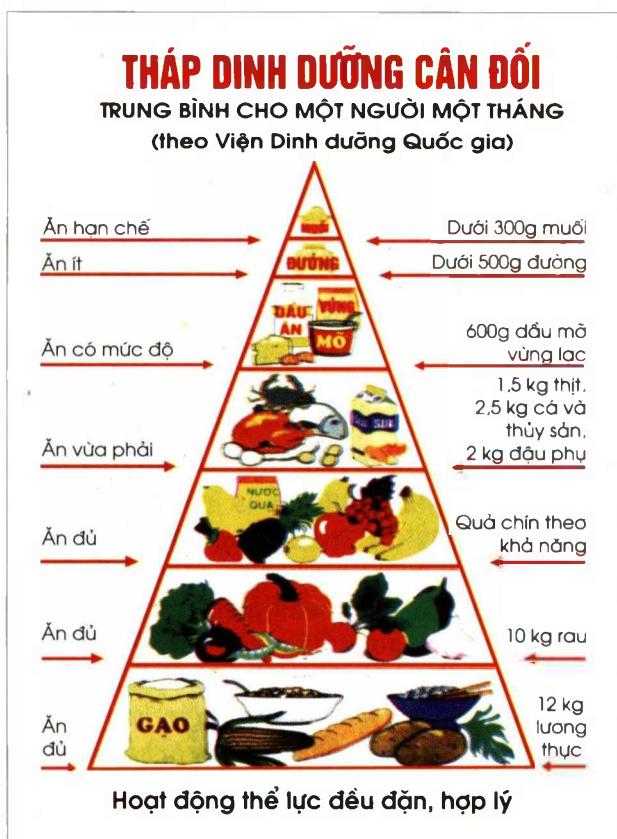 THÁP DINH DƯỠNG CÂN ĐỐI
TRUNG BÌNH CHO MỘT NGƯỜI MỘT THÁNG
(theo Viện Dinh dưỡng Quốc gia)
Ăn hạn chế
MUỐI
Dưới 300g muối
Ăn ít
ĐƯỜNG
Dưới 500g đường
DẦU
ĂN
VỪNG
MỠ
Ăn có mức độ
600g dầu mỡ
vừng lạc
1,5 kg thịt,
2,5 kg cá và
thủy sản,
2 kg đậu phụ
Ăn vừa phải
NƯỚC
QUẢ
Ăn đủ
Quả chín theo
khả năng
Ăn đủ
10 kg rau
GẠO
Ăn
đủ
12 kg
lương
thực
Hoạt động thể lực đều đặn, hợp lý